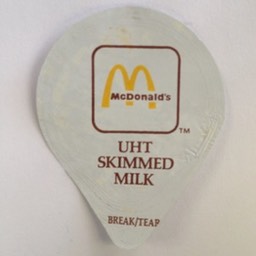 McDonald's
TM
UHT
SKIMMED
MILK
BREAK/TEAR